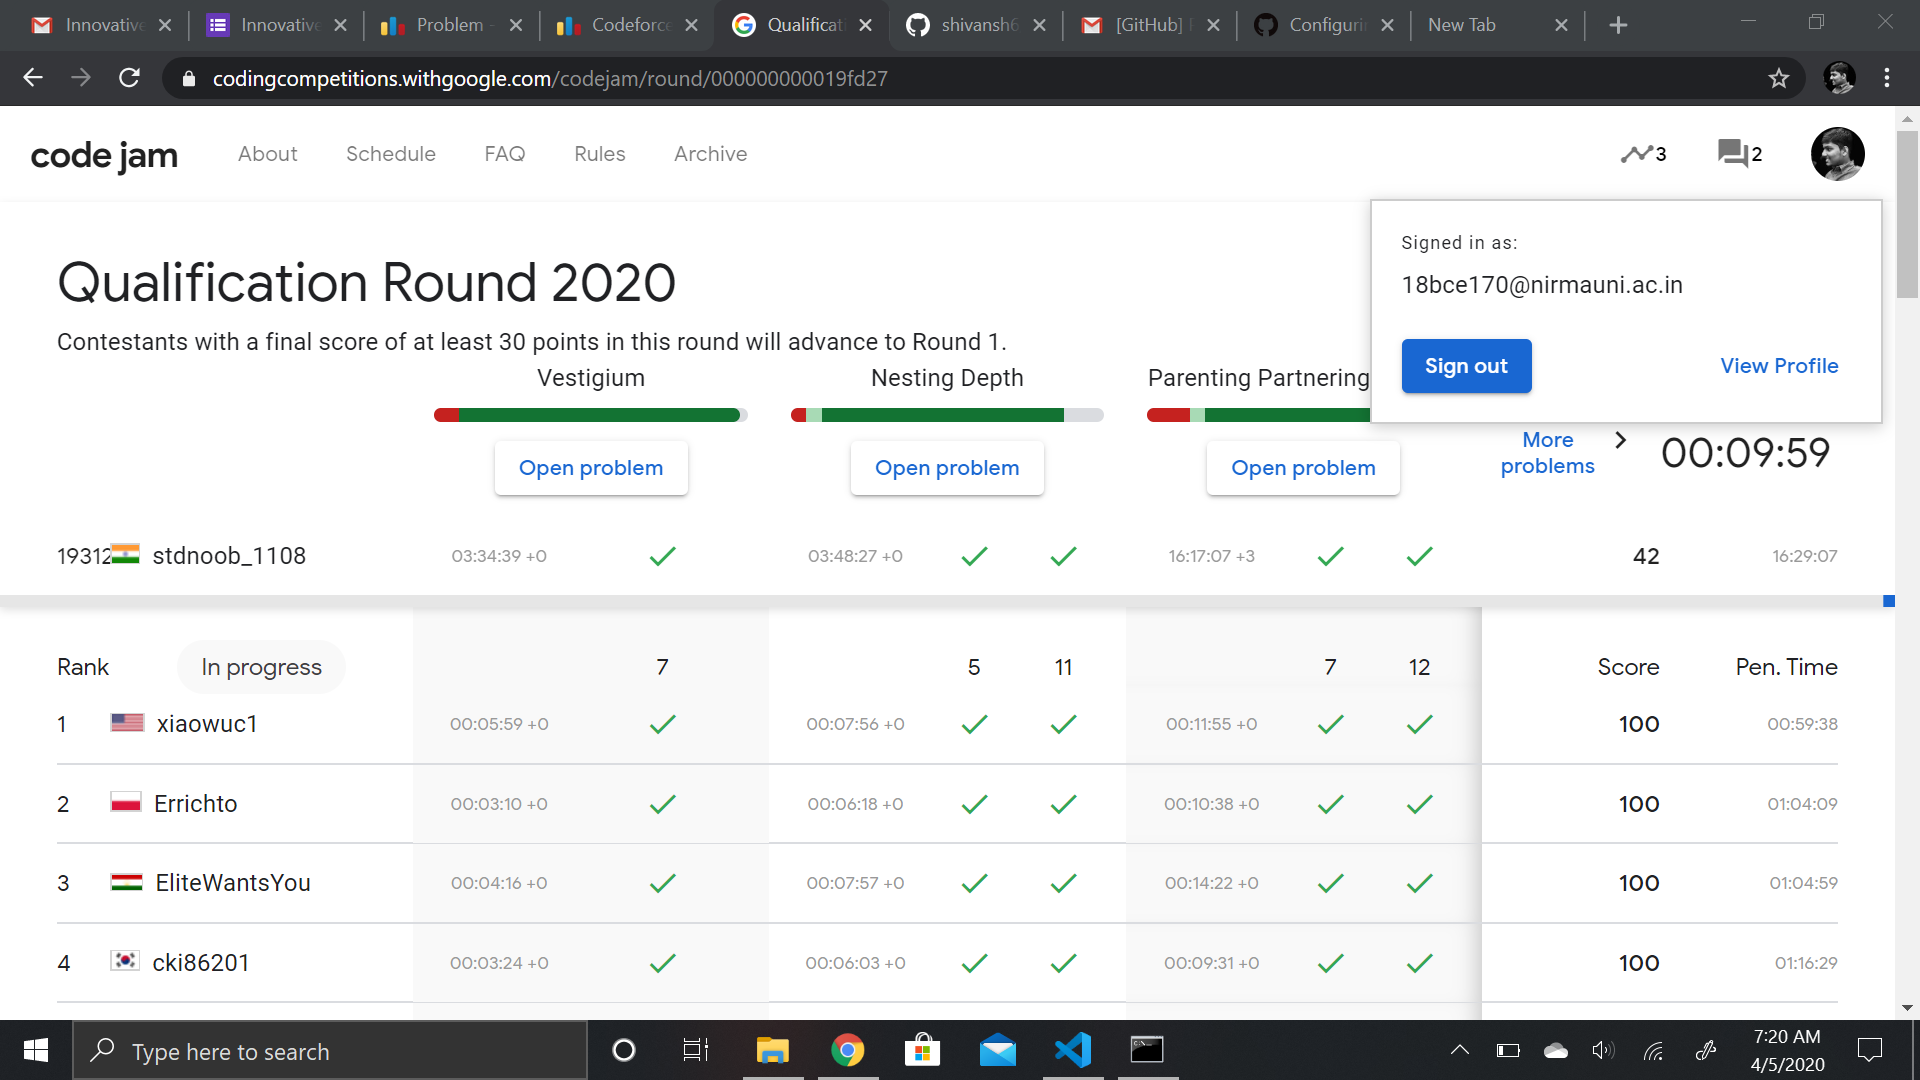 Innovative
Innovative
Problem -
Codeforce
Qualificati
shivansh6
[GitHub] P
Configurin
New Tab
codingcompetitions.withgoogle.com/codejam/round/000000000019fd27
code jam
About
Schedule
FAQ
Rules
Archive
3
2
Signed in as:
18bce170@nirmauni.ac.in
Sign out
View Profile
Qualification Round 2020
Contestants with a final score of at least 30 points in this round will advance to Round 1.
Vestigium
Nesting Depth
Parenting Partnering
Open problem
Open problem
Open problem
More
problems
00:09:59
19312 stdnoob_1108 03:34:39 +0 03:48:27 +0 16:17:07 +3 42 16:29:07
Rank In progress 7 5 11 7 12 Score Pen. Time
1 xiaowuc1 00:05:59 +0 00:07:56 +0 00:11:55 +0 100 00:59:38
2 Errichto 00:03:10 +0 00:06:18 +0 00:10:38 +0 100 01:04:09
3 EliteWantsYou 00:04:16 +0 00:07:57 +0 00:14:22 +0 100 01:04:59
4 cki86201 00:03:24 +0 00:06:03 +0 00:09:31 +0 100 01:16:29
Type here to search
7:20 AM
4/5/2020